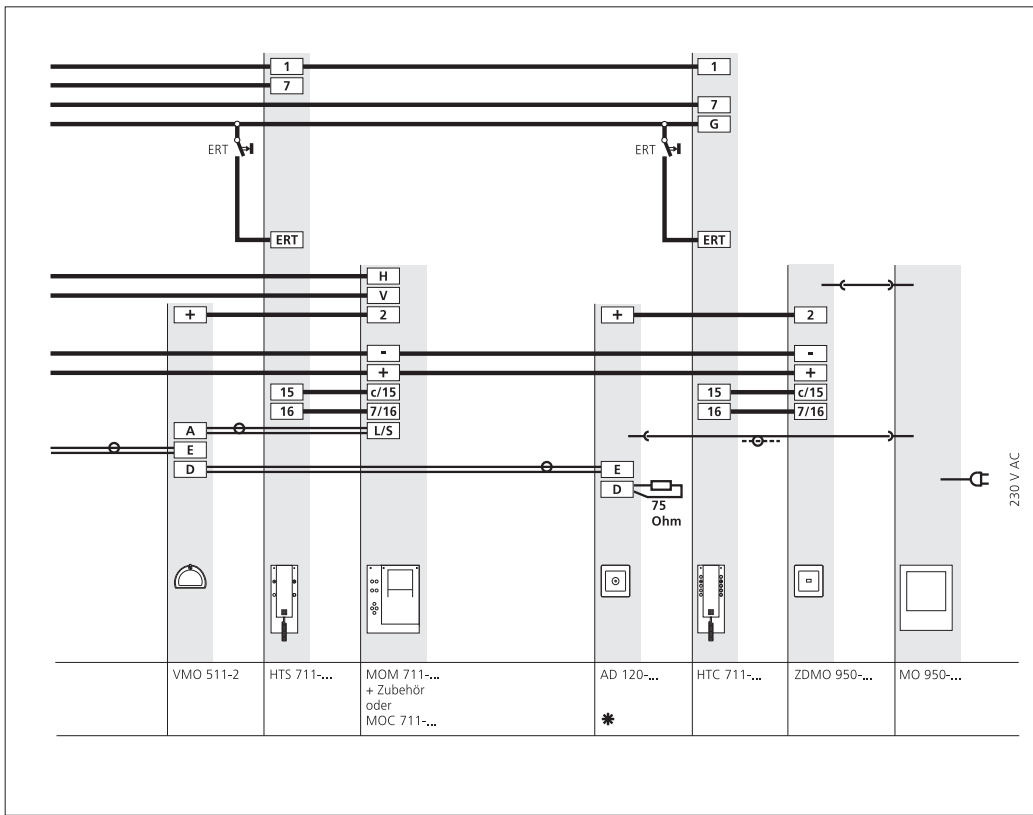 1 1
7
7
G
ERT ERT
ERT ERT
H
V
+ 2 + 2
- -
+ +
15 c/15 15 c/15
16 7/16 16 7/16
A L/S
E
D E
D
75
Ohm
230 V AC
VMO 511-2 HTS 711-... MOM 711-... AD 120-... HTC 711-... ZDMO 950-... MO 950-...
+ Zubehör
oder
MOC 711-... *